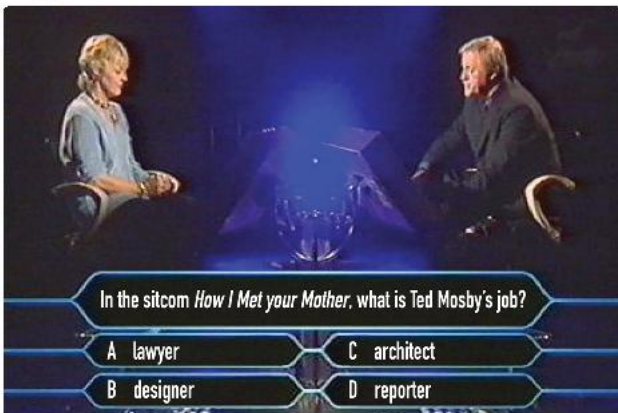 In the sitcom How I Met your Mother, what is Ted Mosby's job?
A lawyer
C architect
B designer
D reporter